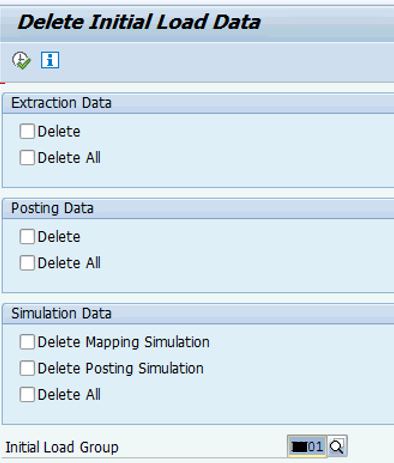 Delete Initial Load Data
Extraction Data
Delete
Delete All
Posting Data
Delete
Delete All
Simulation Data
Delete Mapping Simulation
Delete Posting Simulation
Delete All
Initial Load Group 01